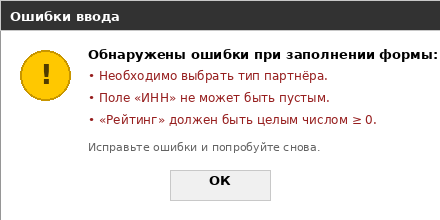 Ошибки ввода
Обнаружены ошибки при заполнении формы:
• Необходимо выбрать тип партнёра.
• Поле «ИНН» не может быть пустым.
• «Рейтинг» должен быть целым числом ≥ 0.
Исправьте ошибки и попробуйте снова.
ОК